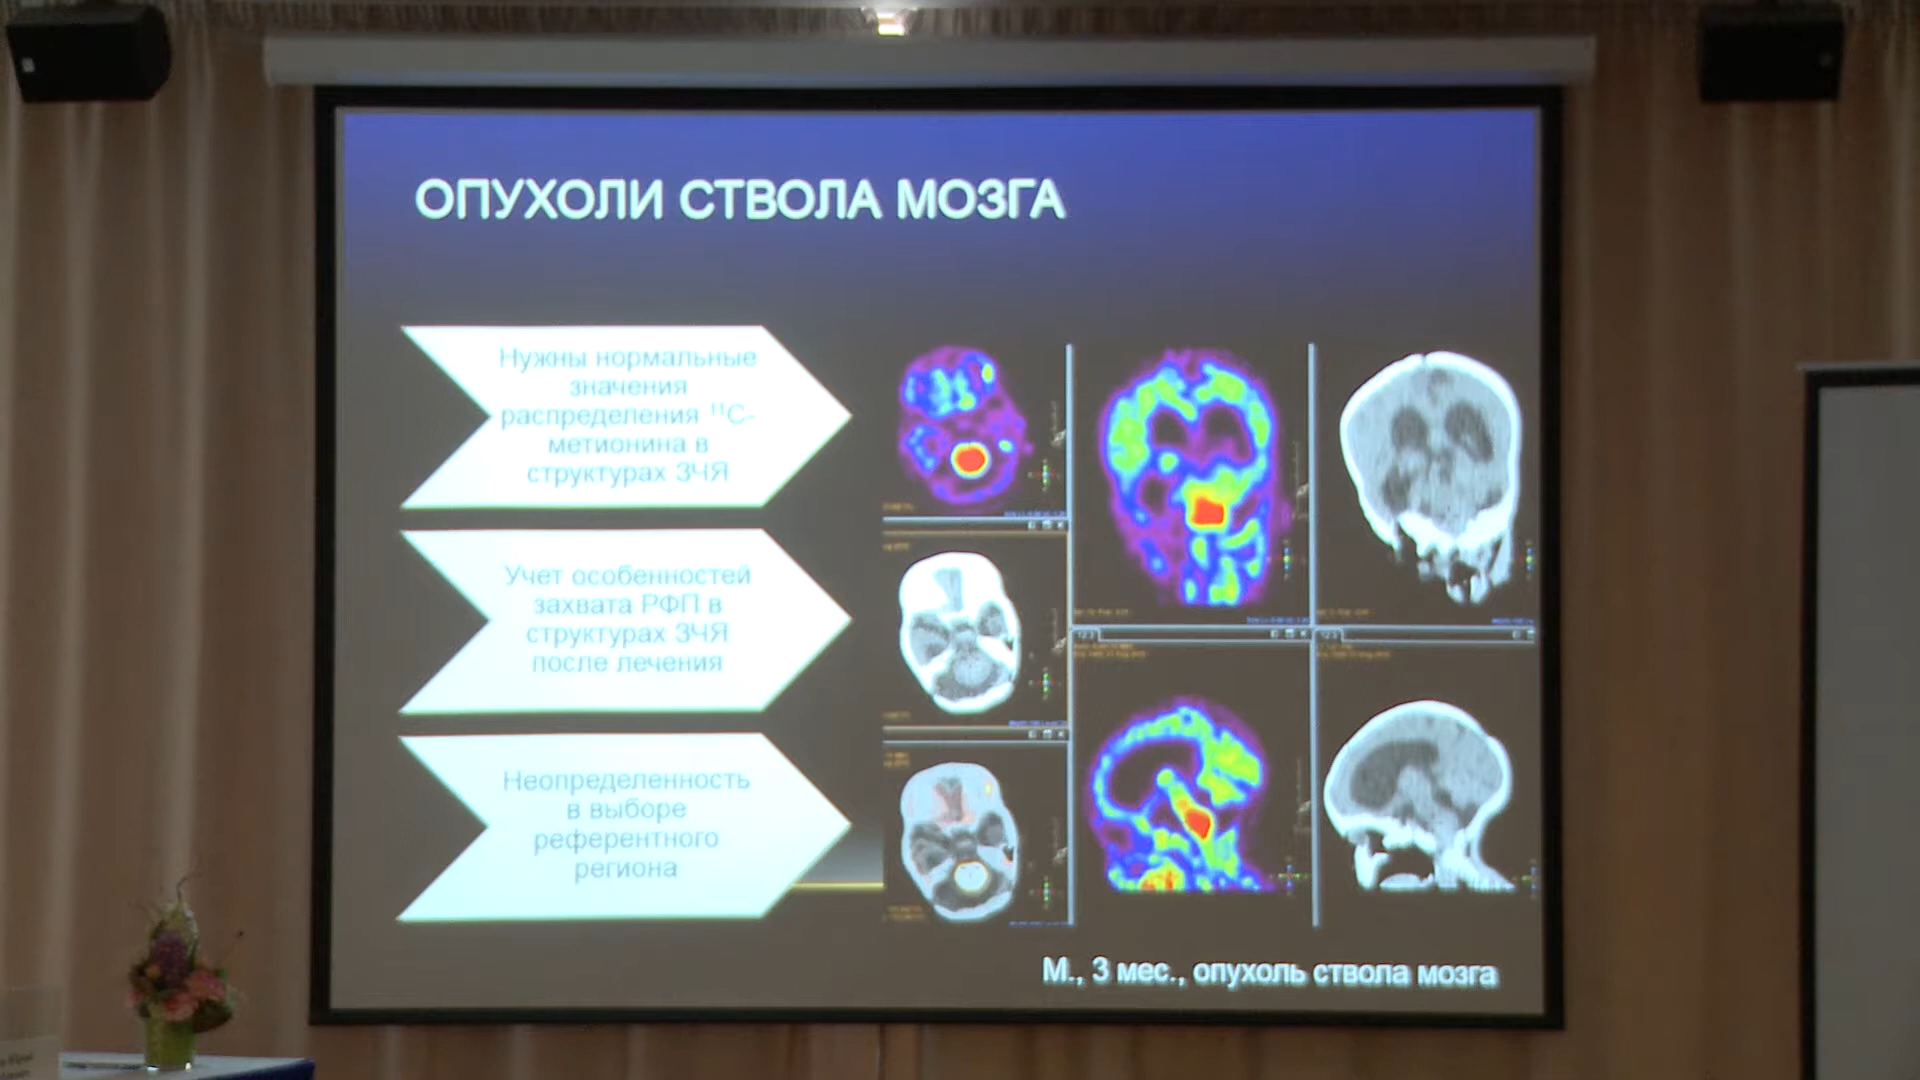 ОПУХОЛИ СТВОЛА МОЗГА
Нужны нормальные
значения
распределения ¹¹C-
метионина в
структурах ЗЧЯ
Учет особенностей
захвата РФП в
структурах ЗЧЯ
после лечения
Неопределенность
в выборе
референтного
региона
М., 3 мес., опухоль ствола мозга